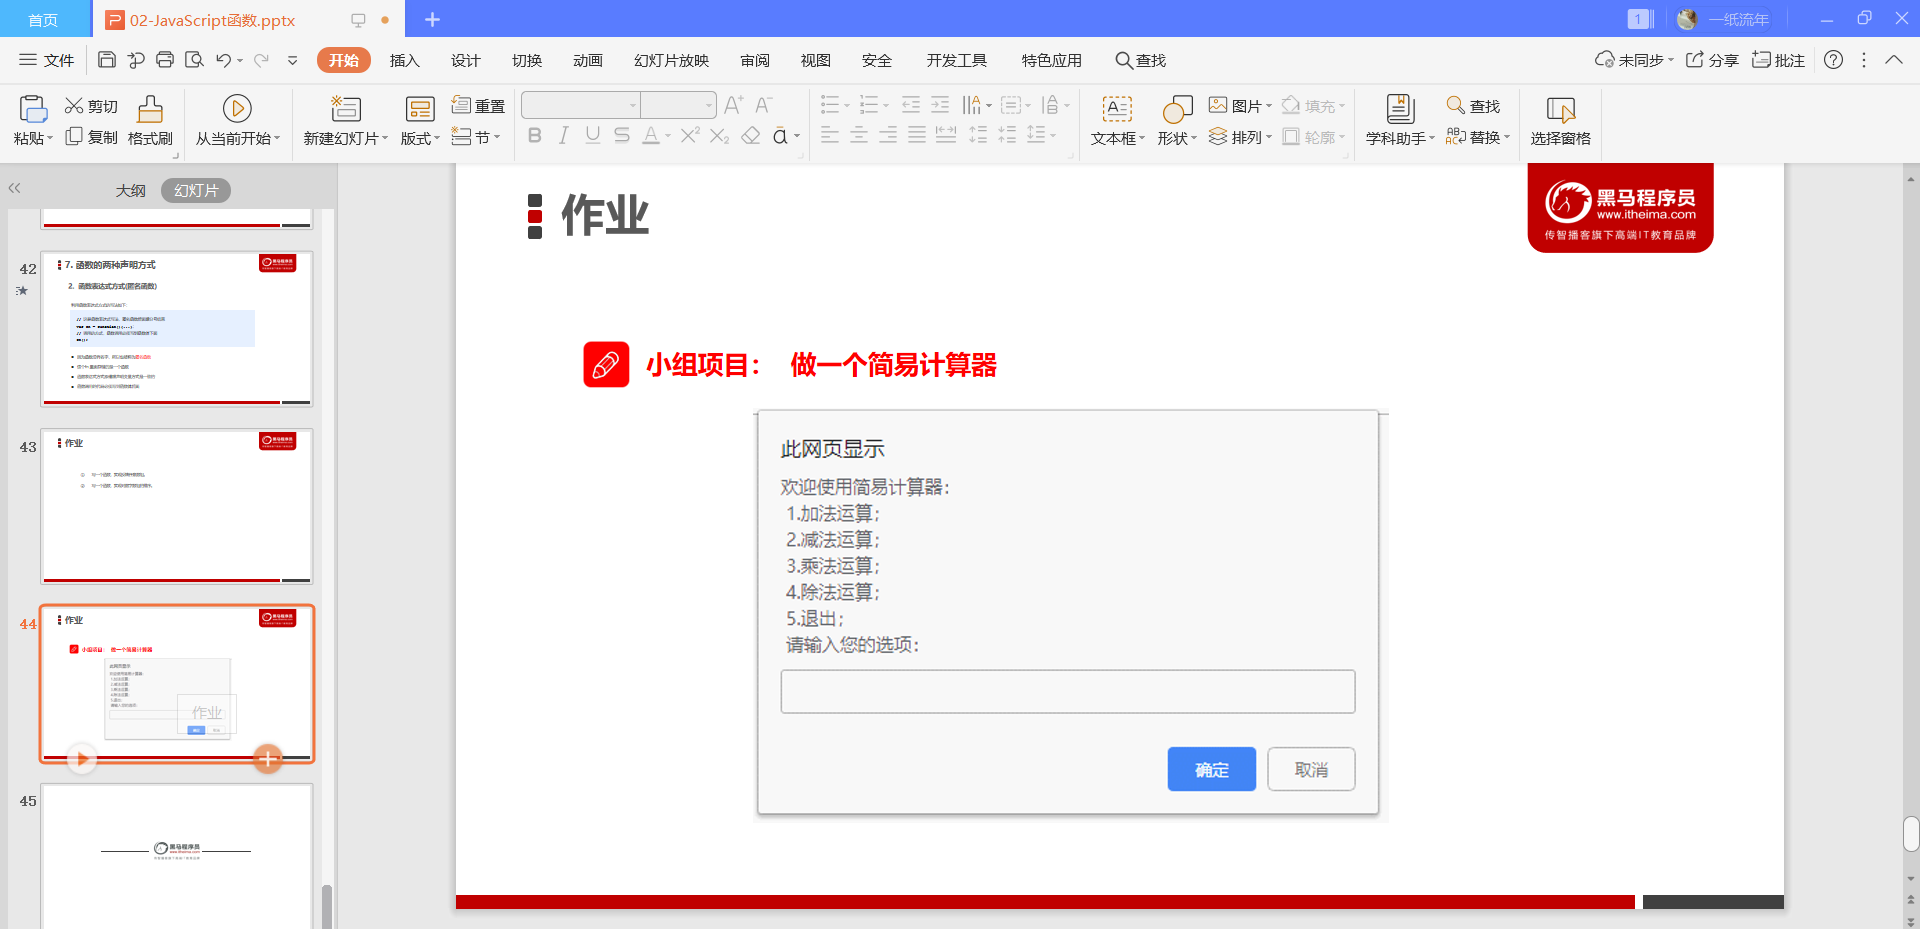 首页
02-JavaScript函数.pptx
1
一纸流年
文件
开始
插入
设计
切换
动画
幻灯片放映
审阅
视图
安全
开发工具
特色应用
查找
未同步
分享
批注
粘贴
剪切
复制
格式刷
从当前开始
新建幻灯片
版式
重置
节
文本框
形状
图片
排列
填充
轮廓
学科助手
查找
替换
选择窗格
大纲
幻灯片
42
7. 函数的两种声明方式
2. 函数表达式方式(匿名函数)
43
作业
44
作业
小组项目： 做一个简易计算器
作业
45
黑马程序员
作业
黑马程序员
www.itheima.com
传智播客旗下高端IT教育品牌
小组项目： 做一个简易计算器
此网页显示
欢迎使用简易计算器:
1.加法运算;
2.减法运算;
3.乘法运算;
4.除法运算;
5.退出;
请输入您的选项:
确定
取消